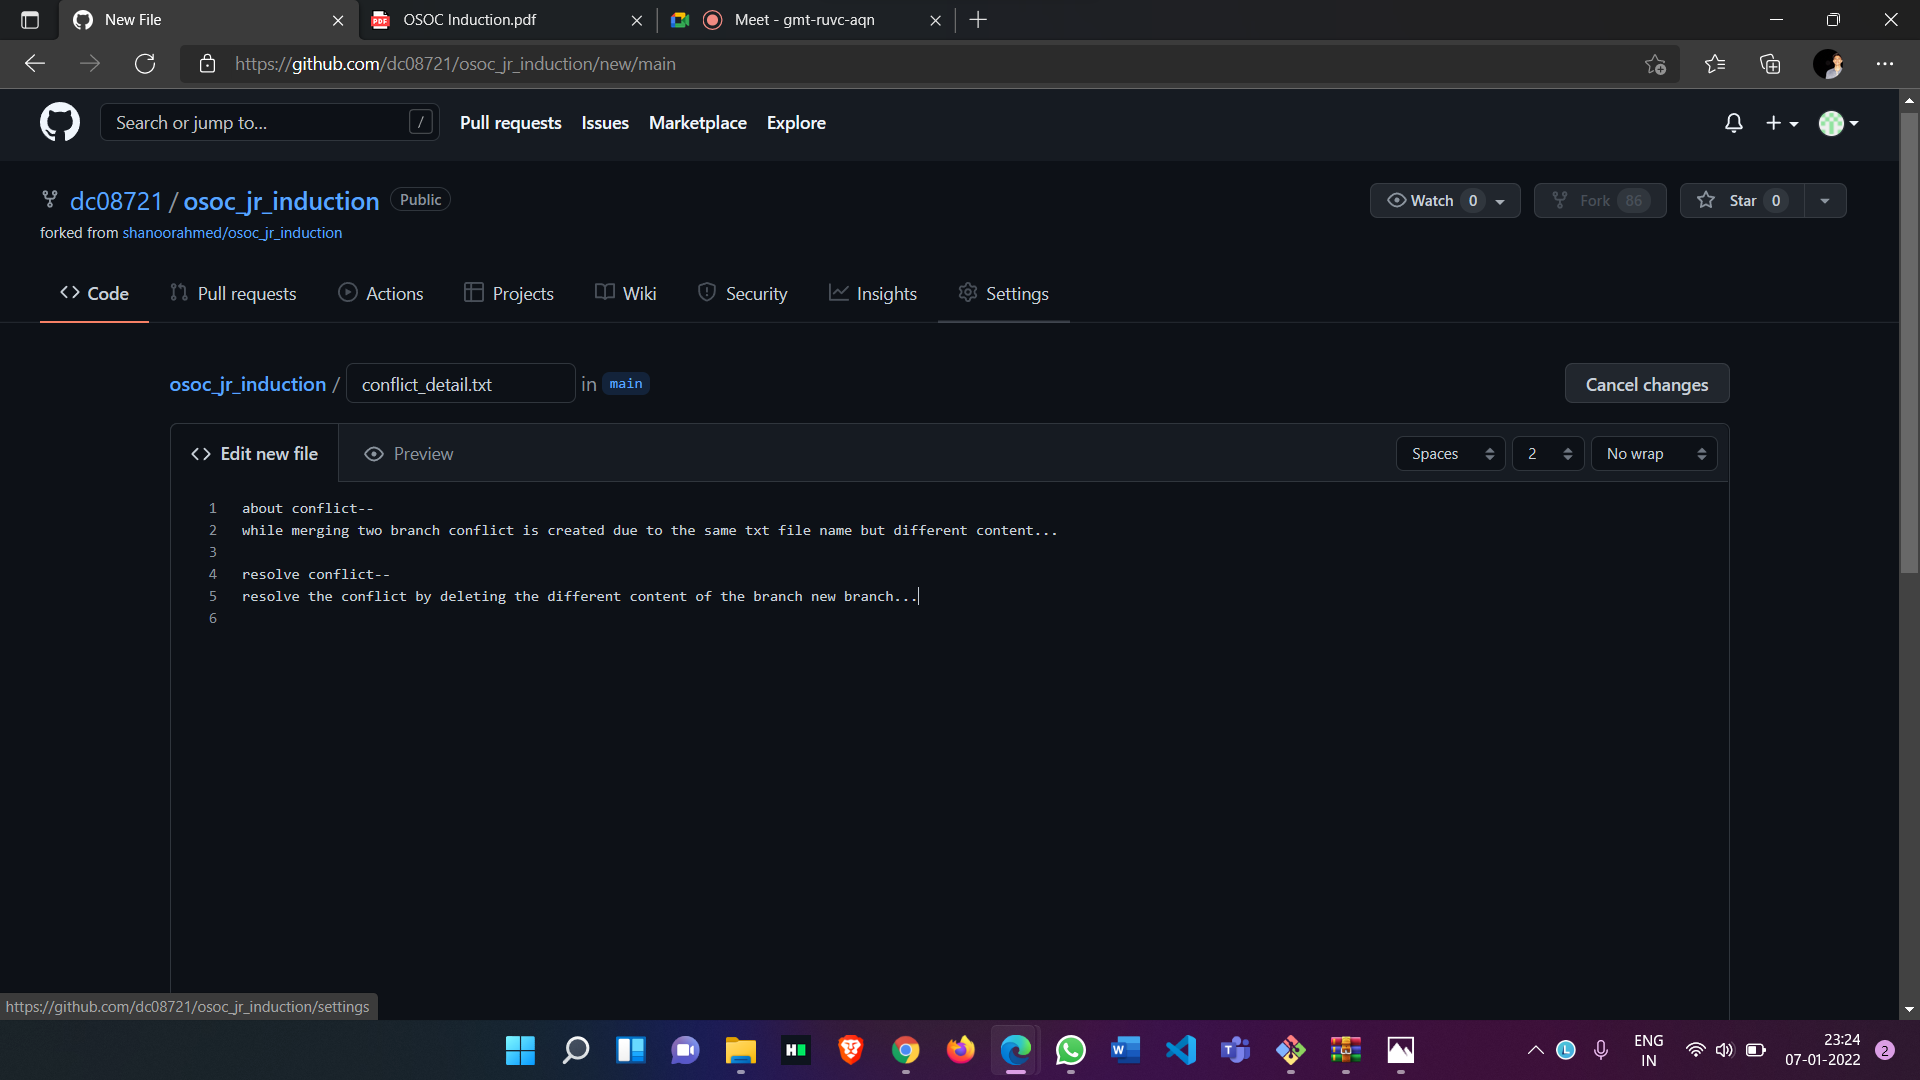 New File
OSOC Induction.pdf
Meet - gmt-ruvc-aqn
https://github.com/dc08721/osoc_jr_induction/new/main
Search or jump to... /
Pull requests Issues Marketplace Explore
dc08721 / osoc_jr_induction Public
Watch 0 Fork 86 Star 0
forked from shanoorahmed/osoc_jr_induction
Code Pull requests Actions Projects Wiki Security Insights Settings
osoc_jr_induction / conflict_detail.txt in main
Cancel changes
Edit new file Preview Spaces 2 No wrap
1 about conflict--
2 while merging two branch conflict is created due to the same txt file name but different content...
3
4 resolve conflict--
5 resolve the conflict by deleting the different content of the branch new branch...
6
https://github.com/dc08721/osoc_jr_induction/settings
ENG
IN
23:24
07-01-2022
2